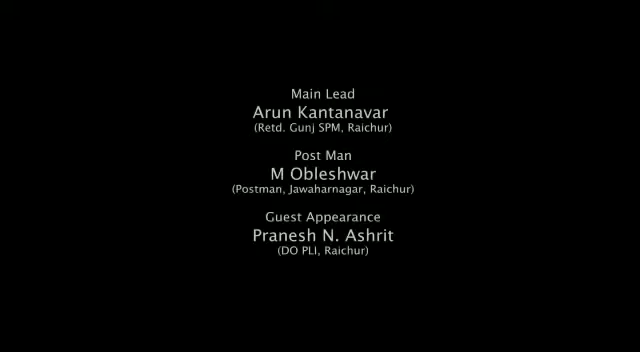 Main Lead
Arun Kantanavar
(Retd. Gunj SPM, Raichur)
Post Man
M Obleshwar
(Postman, Jawaharnagar, Raichur)
Guest Appearance
Pranesh N. Ashrit
(DO PLI, Raichur)